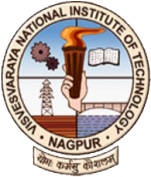 VISVESVARAYA NATIONAL INSTITUTE OF TECHNOLOGY
• NAGPUR •
योगः कर्मसु कौशलम्